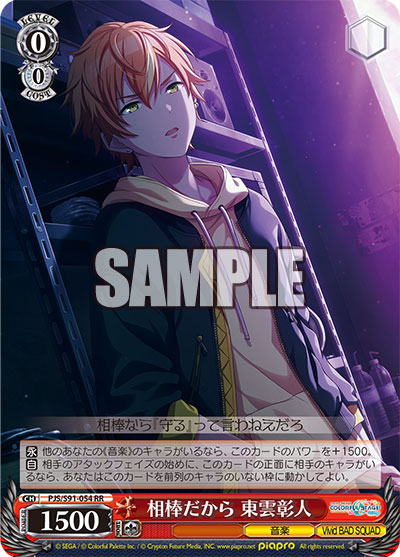 LEVEL
0
0
COST
SAMPLE
相棒なら『守る』って言わねえだろ
永 他のあなたの《音楽》のキャラがいるなら、このカードのパワーを＋1500。
自 相手のアタックフェイズの始めに、このカードの正面に相手のキャラがいるなら、あなたはこのカードを前列のキャラのいない枠に動かしてよい。
CH PJS/S91-054 RR
相棒だから 東雲彰人
COLORFUL STAGE!
POWER
1500
音楽
Vivid BAD SQUAD
© SEGA / © Colorful Palette Inc. / © Crypton Future Media, INC. www.piapro.net piapro All rights reserved.